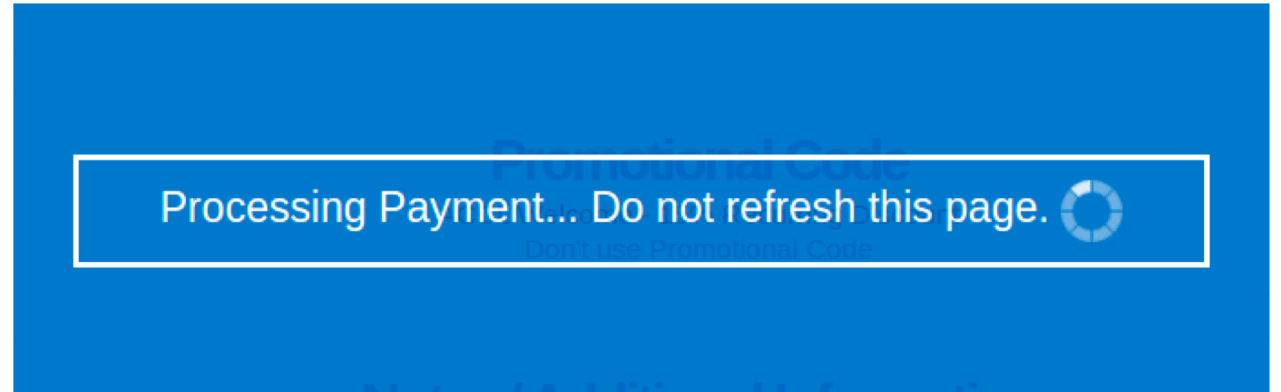 Promotional Code
Processing Payment... Do not refresh this page.
Don't use Promotional Code